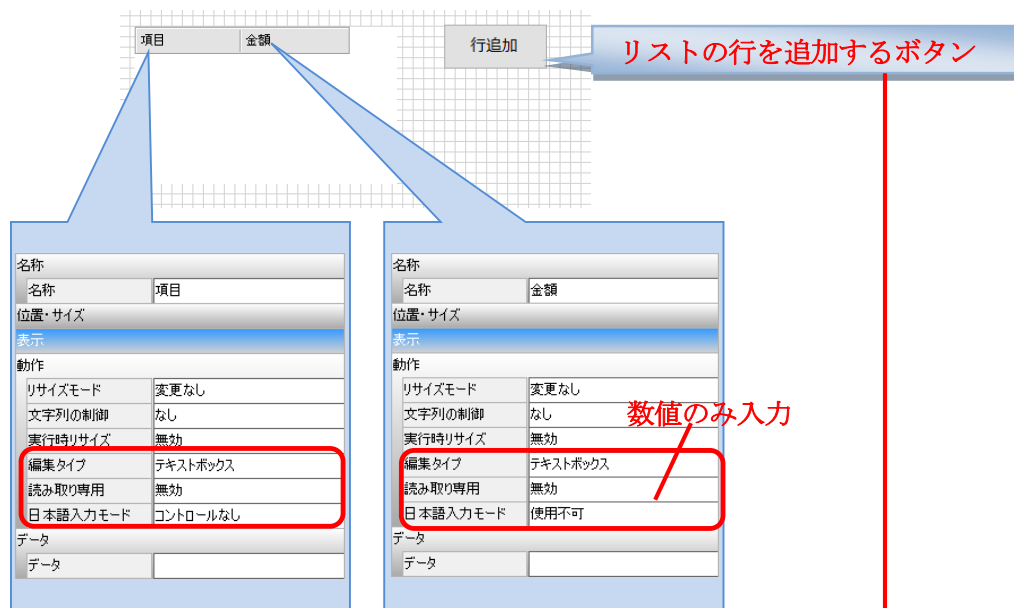 項目 金額
行追加
リストの行を追加するボタン
名称
名称 項目
位置・サイズ
表示
動作
リサイズモード 変更なし
文字列の制御 なし
実行時リサイズ 無効
編集タイプ テキストボックス
読み取り専用 無効
日本語入力モード コントロールなし
データ
データ
名称
名称 金額
位置・サイズ
表示
動作
リサイズモード 変更なし
文字列の制御 なし
数値のみ入力
実行時リサイズ 無効
編集タイプ テキストボックス
読み取り専用 無効
日本語入力モード 使用不可
データ
データ